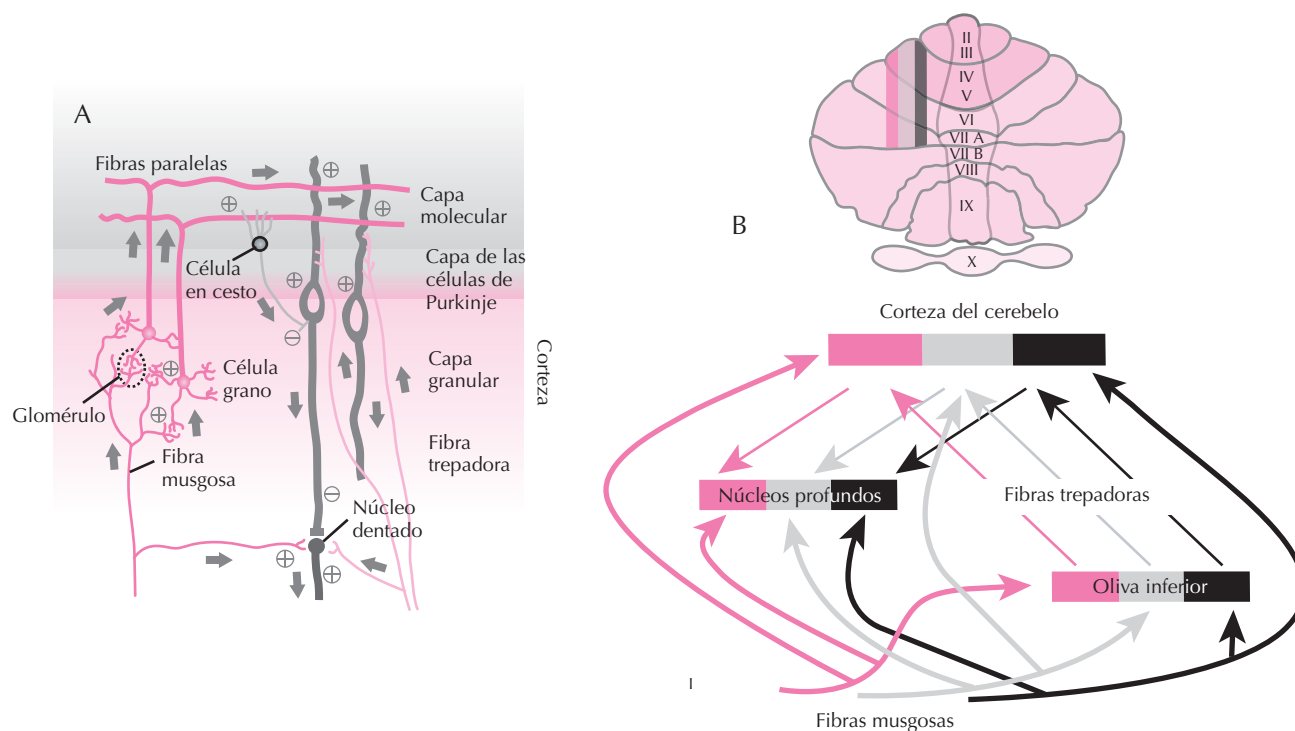 A
Fibras paralelas
Capa
molecular
Célula
en cesto
Capa de las
células de
Purkinje
Célula
grano
Capa
granular
Glomérulo
Fibra
musgosa
Fibra
trepadora
Núcleo
dentado
Corteza
B
II
III
IV
V
VI
VII A
VII B
VIII
IX
X
Corteza del cerebelo
Núcleos profundos
Fibras trepadoras
Oliva inferior
I
Fibras musgosas